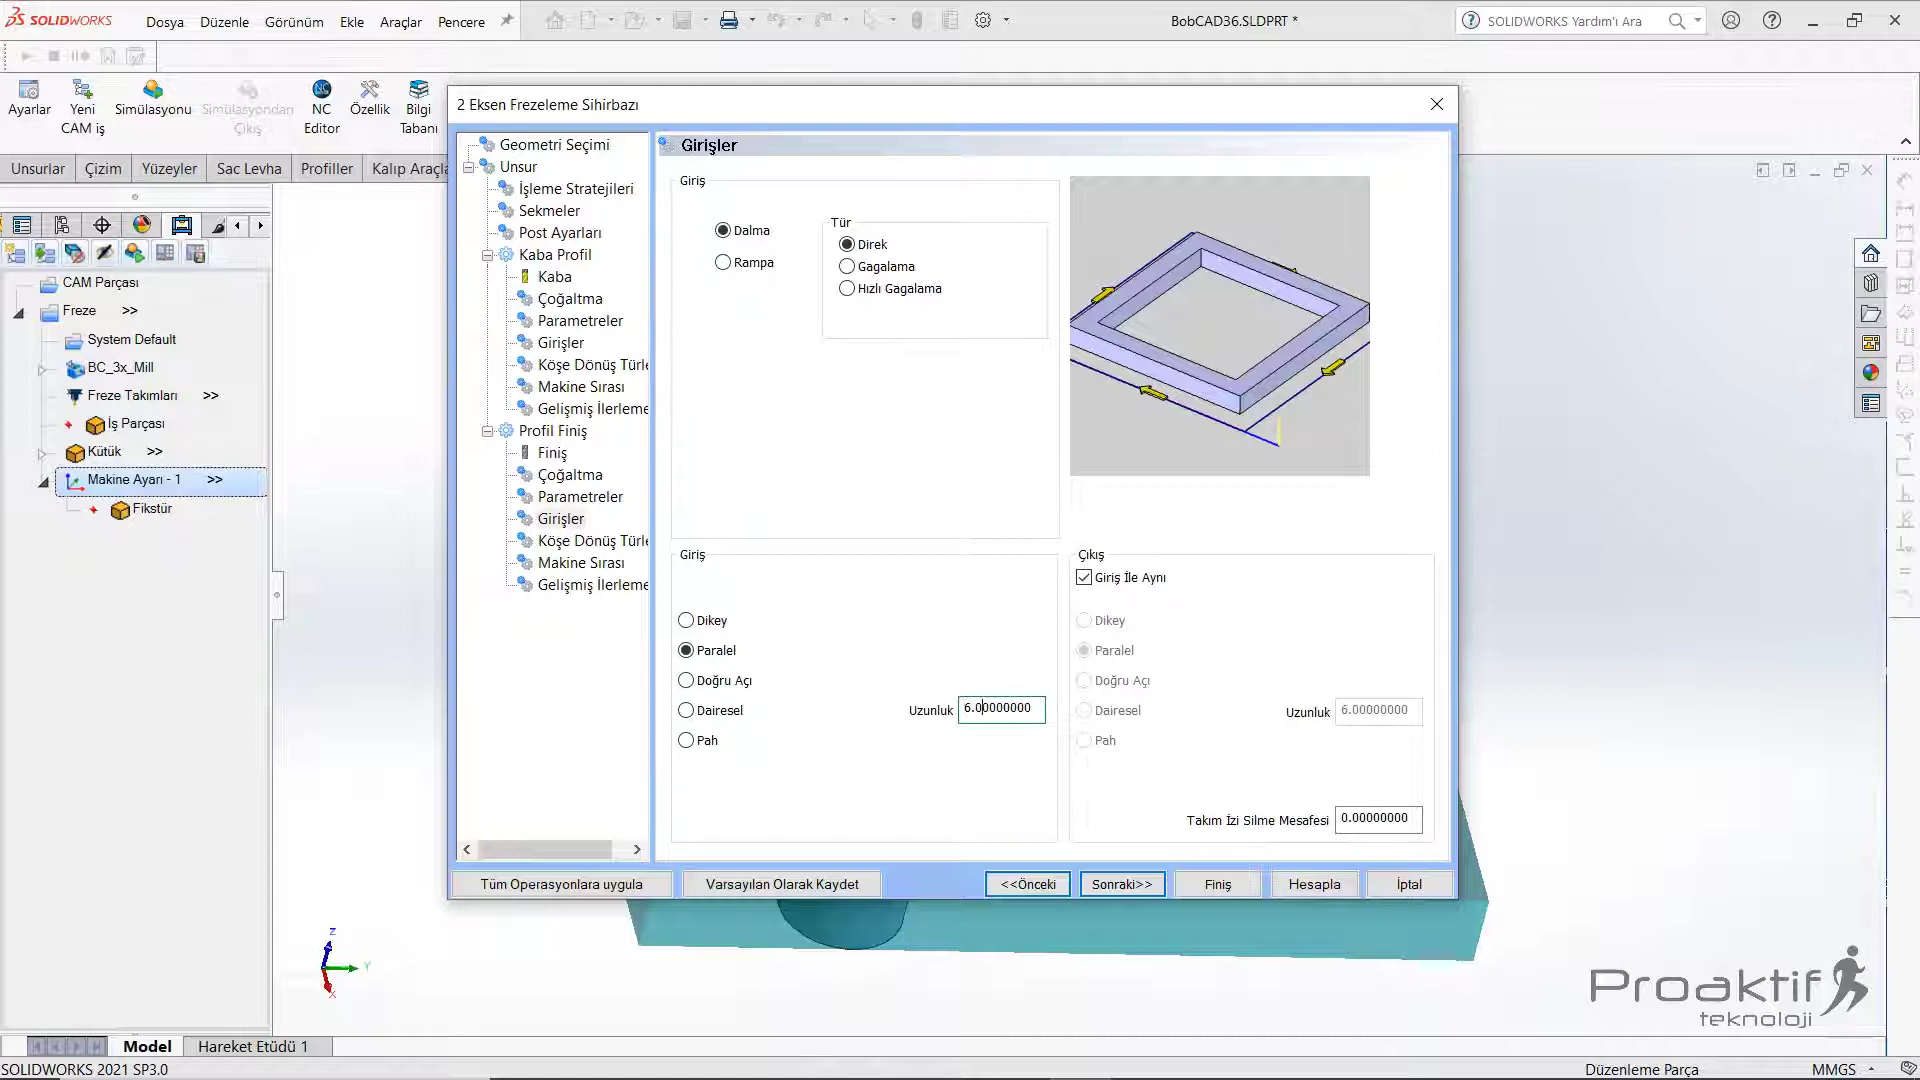 SOLIDWORKS
Dosya Düzenle Görünüm Ekle Araçlar Pencere
BobCAD36.SLDPRT *
SOLIDWORKS Yardım'ı Ara
Ayarlar
Yeni CAM iş
Simülasyonu
Simülasyondan Çıkış
NC Editor
Özellik
Bilgi Tabanı
Unsurlar Çizim Yüzeyler Sac Levha Profiller Kalıp Araçla
CAM Parçası
Freze >>
System Default
BC_3x_Mill
Freze Takımları >>
İş Parçası
Kütük >>
Makine Ayarı - 1 >>
Fikstür
2 Eksen Frezeleme Sihirbazı
Geometri Seçimi
Unsur
İşleme Stratejileri
Sekmeler
Post Ayarları
Kaba Profil
Kaba
Çoğaltma
Parametreler
Girişler
Köşe Dönüş Türle
Makine Sırası
Gelişmiş İlerleme
Profil Finiş
Finiş
Çoğaltma
Parametreler
Girişler
Köşe Dönüş Türle
Makine Sırası
Gelişmiş İlerleme
Girişler
Giriş
Dalma
Rampa
Tür
Direk
Gagalama
Hızlı Gagalama
Giriş
Dikey
Paralel
Doğru Açı
Dairesel
Pah
Uzunluk 6.00000000
Çıkış
Giriş İle Aynı
Dikey
Paralel
Doğru Açı
Dairesel
Pah
Uzunluk 6.00000000
Takım İzi Silme Mesafesi 0.00000000
Tüm Operasyonlara uygula
Varsayılan Olarak Kaydet
<<Önceki
Sonraki>>
Finiş
Hesapla
İptal
Z
Y
X
Proaktif
teknoloji
Model
Hareket Etüdü 1
SOLIDWORKS 2021 SP3.0
Düzenleme Parça
MMGS